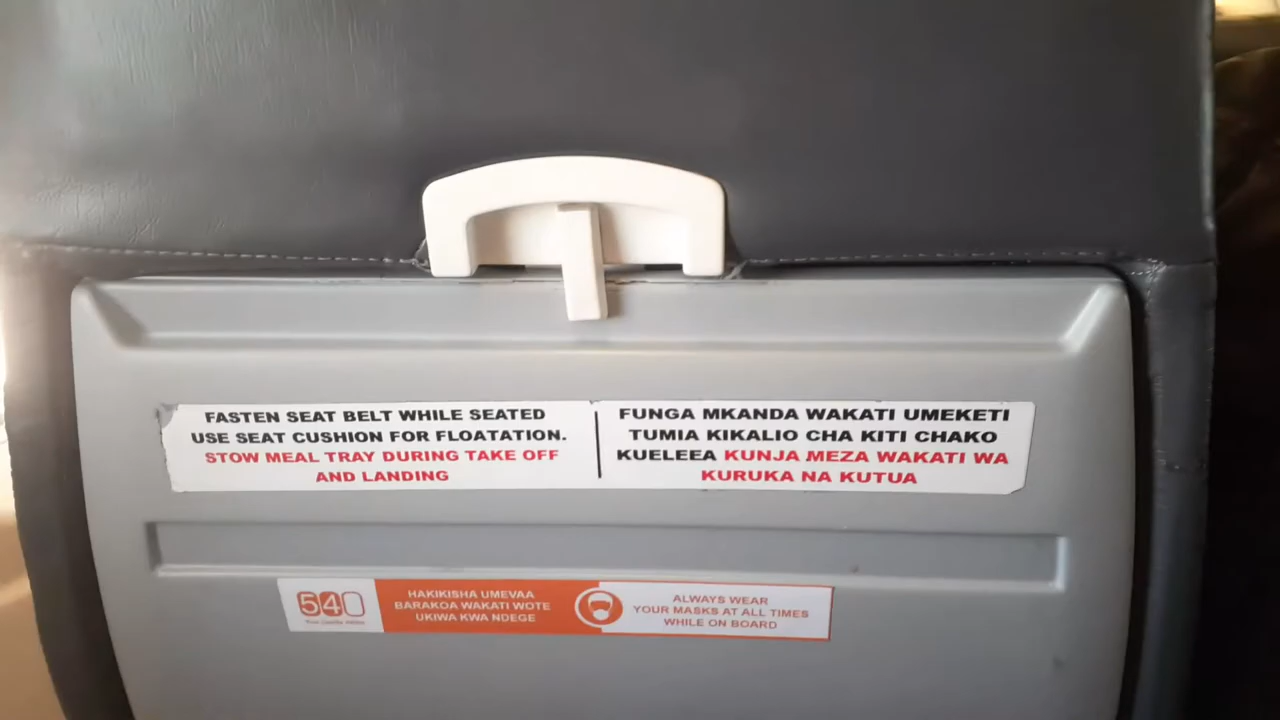 FASTEN SEAT BELT WHILE SEATED
USE SEAT CUSHION FOR FLOATATION.
STOW MEAL TRAY DURING TAKE OFF
AND LANDING
FUNGA MKANDA WAKATI UMEKETI
TUMIA KIKALIO CHA KITI CHAKO
KUELEEA KUNJA MEZA WAKATI WA
KURUKA NA KUTUA
540
HAKIKISHA UMEVAA
BARAKOA WAKATI WOTE
UKIWA KWA NDEGE
ALWAYS WEAR
YOUR MASKS AT ALL TIMES
WHILE ON BOARD